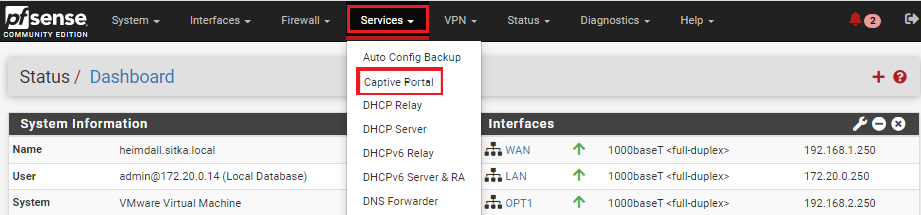 pfsense System Interfaces Firewall Services VPN Status Diagnostics Help 2
COMMUNITY EDITION
Auto Config Backup
Captive Portal
DHCP Relay
DHCP Server
DHCPv6 Relay
DHCPv6 Server & RA
DNS Forwarder
Status / Dashboard
System Information
Name heimdall.sitka.local
User admin@172.20.0.14 (Local Database)
System VMware Virtual Machine
Interfaces
WAN 1000baseT <full-duplex> 192.168.1.250
LAN 1000baseT <full-duplex> 172.20.0.250
OPT1 1000baseT <full-duplex> 192.168.2.250